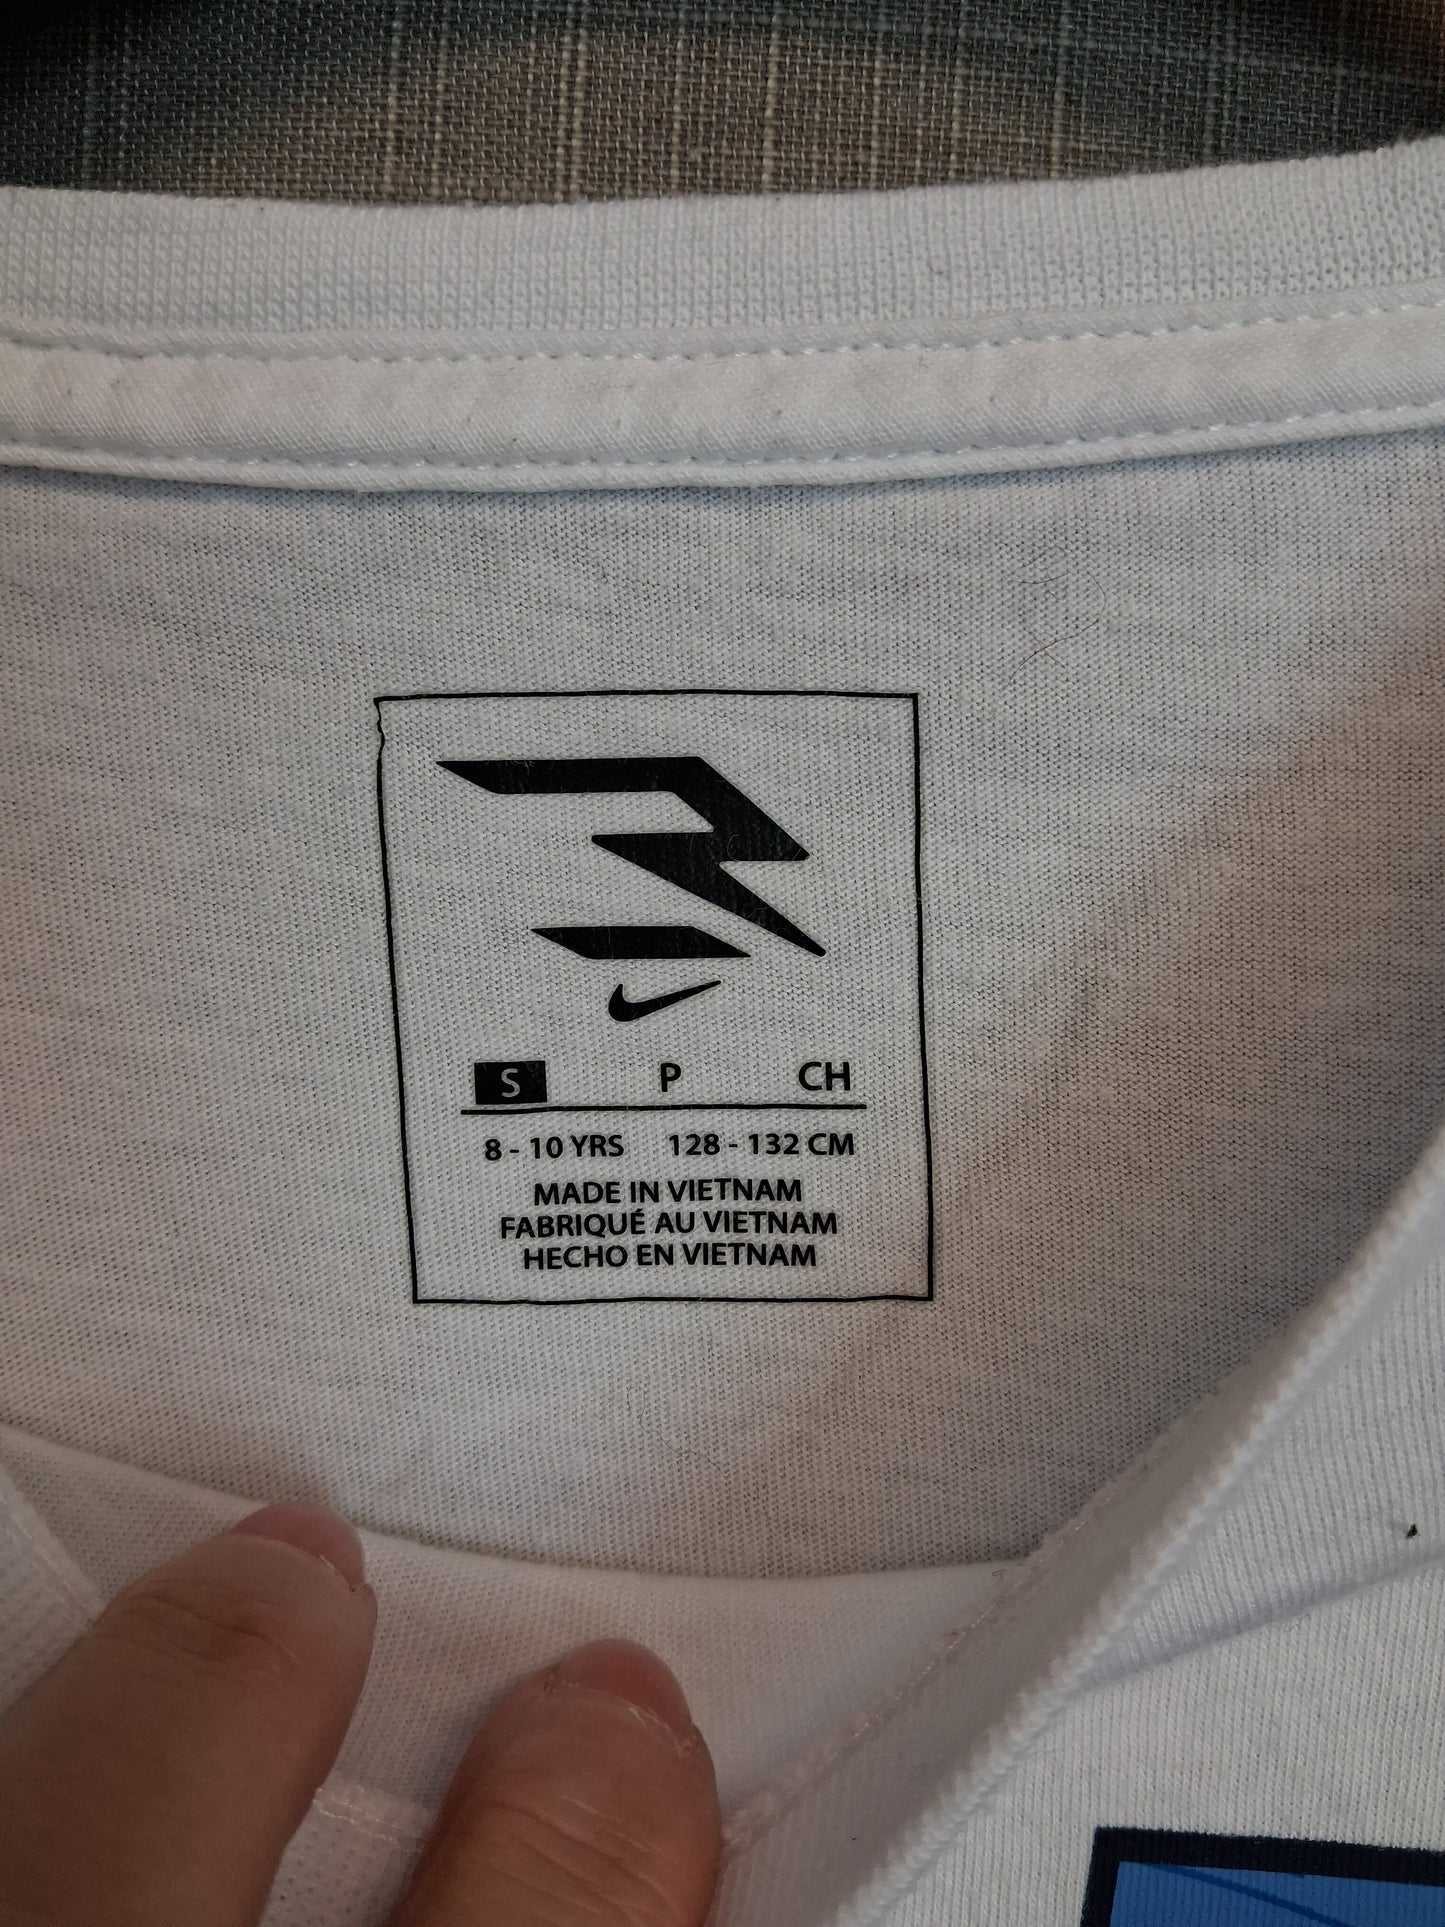 S P CH
8 - 10 YRS 128 - 132 CM
MADE IN VIETNAM
FABRIQUÉ AU VIETNAM
HECHO EN VIETNAM